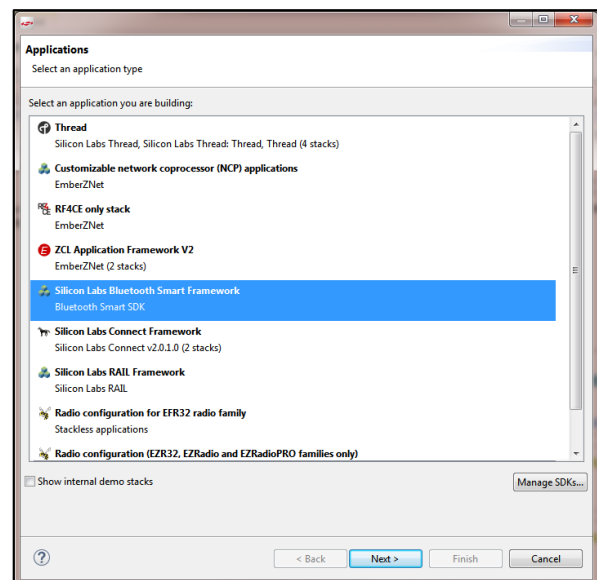 Applications
Select an application type
Select an application you are building:
Thread
Silicon Labs Thread, Silicon Labs Thread: Thread, Thread (4 stacks)
Customizable network coprocessor (NCP) applications
EmberZNet
RF4CE only stack
EmberZNet
ZCL Application Framework V2
EmberZNet (2 stacks)
Silicon Labs Bluetooth Smart Framework
Bluetooth Smart SDK
Silicon Labs Connect Framework
Silicon Labs Connect v2.0.1.0 (2 stacks)
Silicon Labs RAIL Framework
Silicon Labs RAIL
Radio configuration for EFR32 radio family
Stackless applications
Radio configuration (EZR32, EZRadio and EZRadioPRO families only)
Show internal demo stacks
Manage SDKs...
< Back Next > Finish Cancel